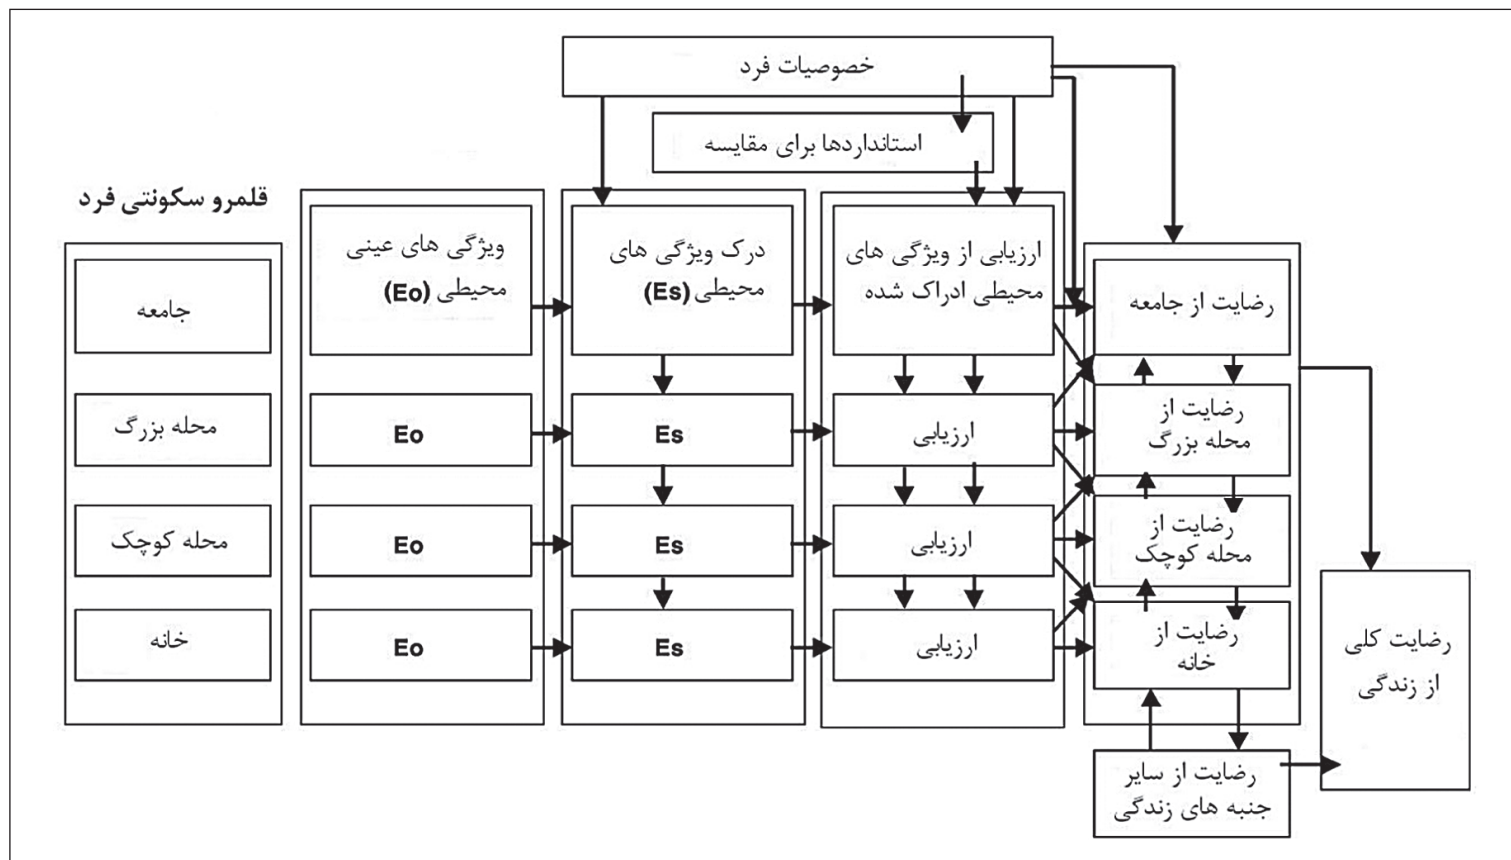 خصوصیات فرد
استانداردها برای مقایسه
قلمرو سکونتی فرد
جامعه
محله بزرگ
محله کوچک
خانه
ویژگی های عینی
محیطی (Eo)
Eo
Eo
Eo
درک ویژگی های
محیطی (Es)
Es
Es
Es
ارزیابی از ویژگی های
محیطی ادراک شده
ارزیابی
ارزیابی
ارزیابی
رضایت از جامعه
رضایت از
محله بزرگ
رضایت از
محله کوچک
رضایت از
خانه
رضایت از سایر
جنبه های زندگی
رضایت کلی
از زندگی